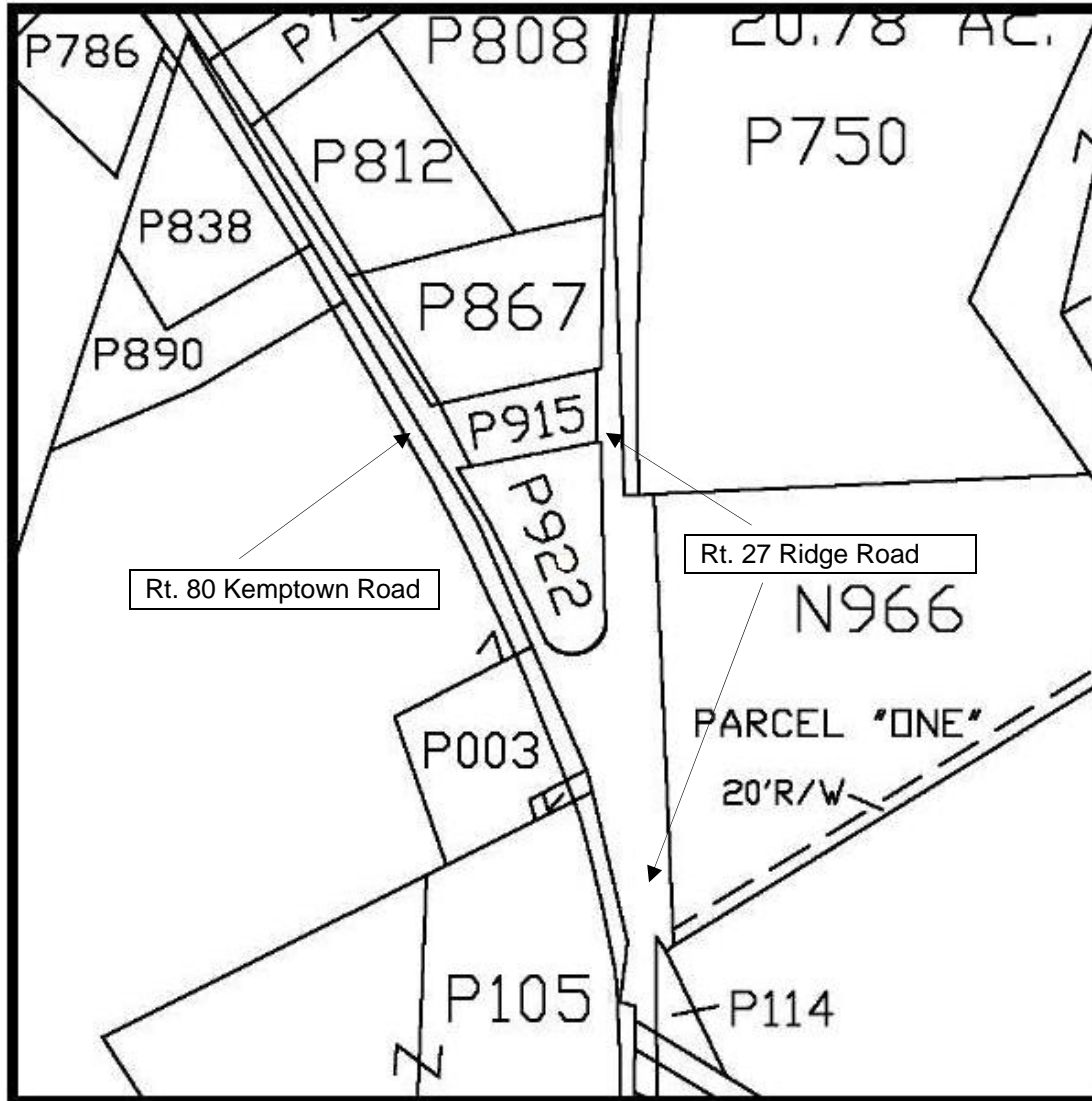 20.78 AC.
P786
P808
P812
P750
P838
P867
P890
P915
P922
Rt. 80 Kemptown Road
Rt. 27 Ridge Road
N966
PARCEL "ONE"
P003
20'R/W
P105
P114